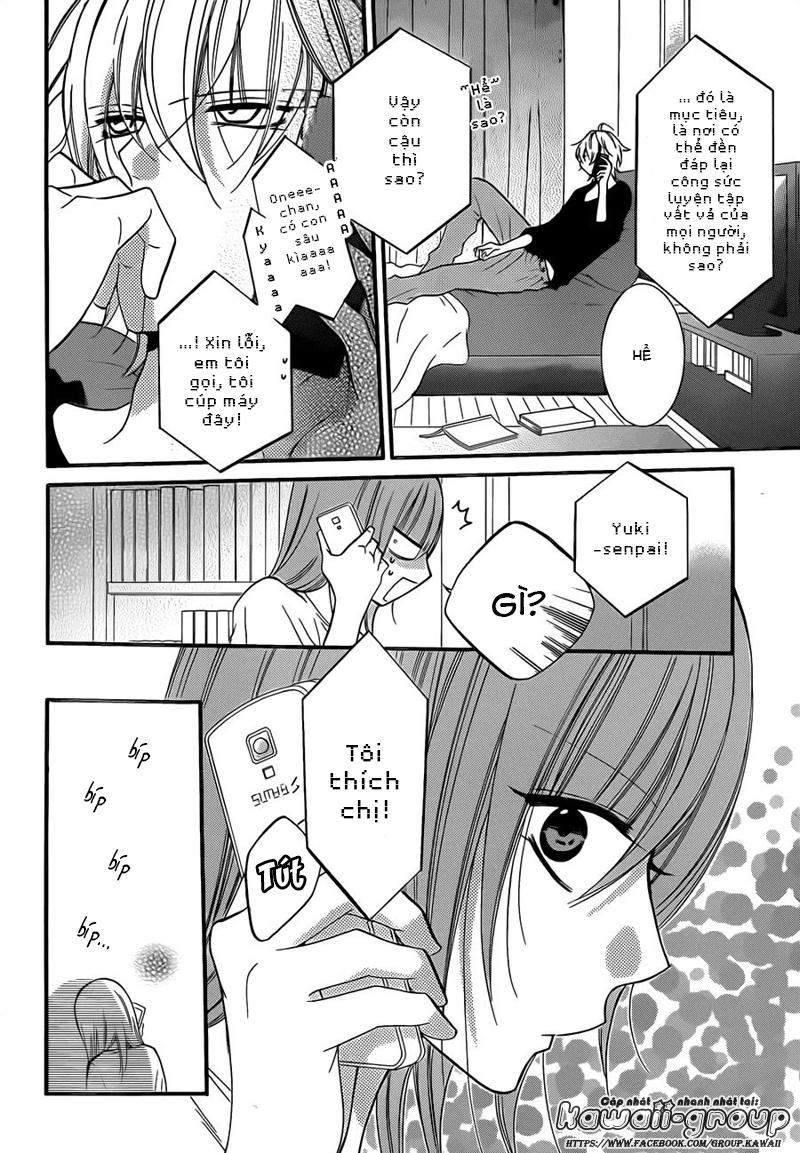 ... đó là
mục tiêu,
là nơi có
thể đền
đáp lại
công sức
luyện tập
vất vả của
mọi người,
không phải
sao?
HỂ
Hể
là
sao?
Vậy
còn
cậu
thì
sao?
AAAAA
Oneee-
chan,
có con
sâu
kìaaaa
aaa!
Kyaaaa
...! Xin lỗi,
em tôi
gọi, tôi
cúp máy
đây!
Yuki
-senpai!
GÌ?
Tôi
thích
chị!
Tút
bíp
bíp
bíp
bíp...
Cập nhật nhanh nhất tại:
kawaii-group
HTTPS://WWW.FACEBOOK.COM/GROUP.KAWAII